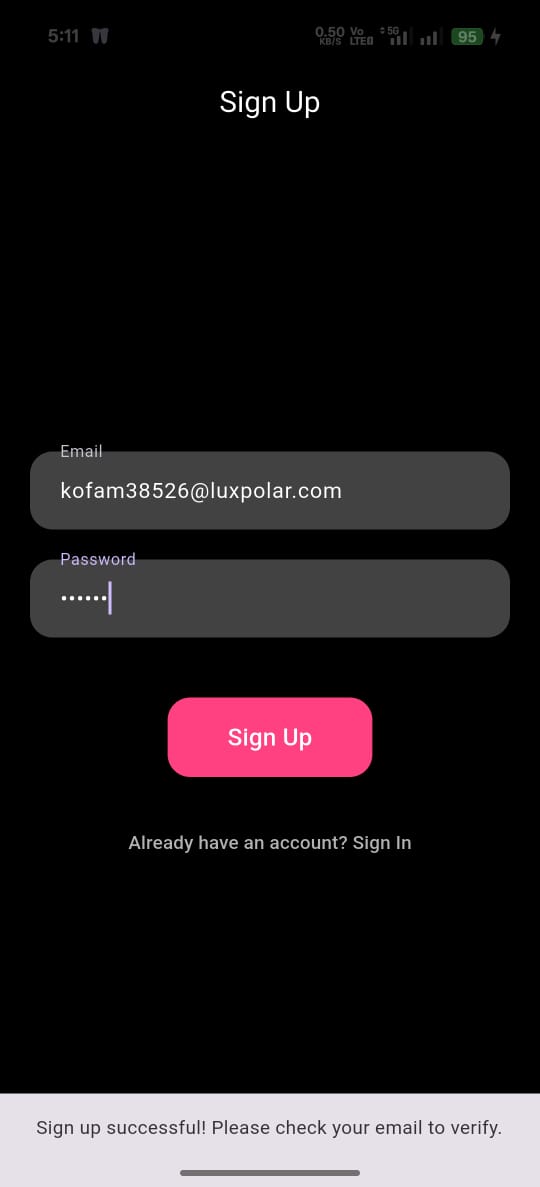 5:11
0.50 KB/S Vo LTE 5G 95
Sign Up
Email
kofam38526@luxpolar.com
Password
••••••
Sign Up
Already have an account? Sign In
Sign up successful! Please check your email to verify.